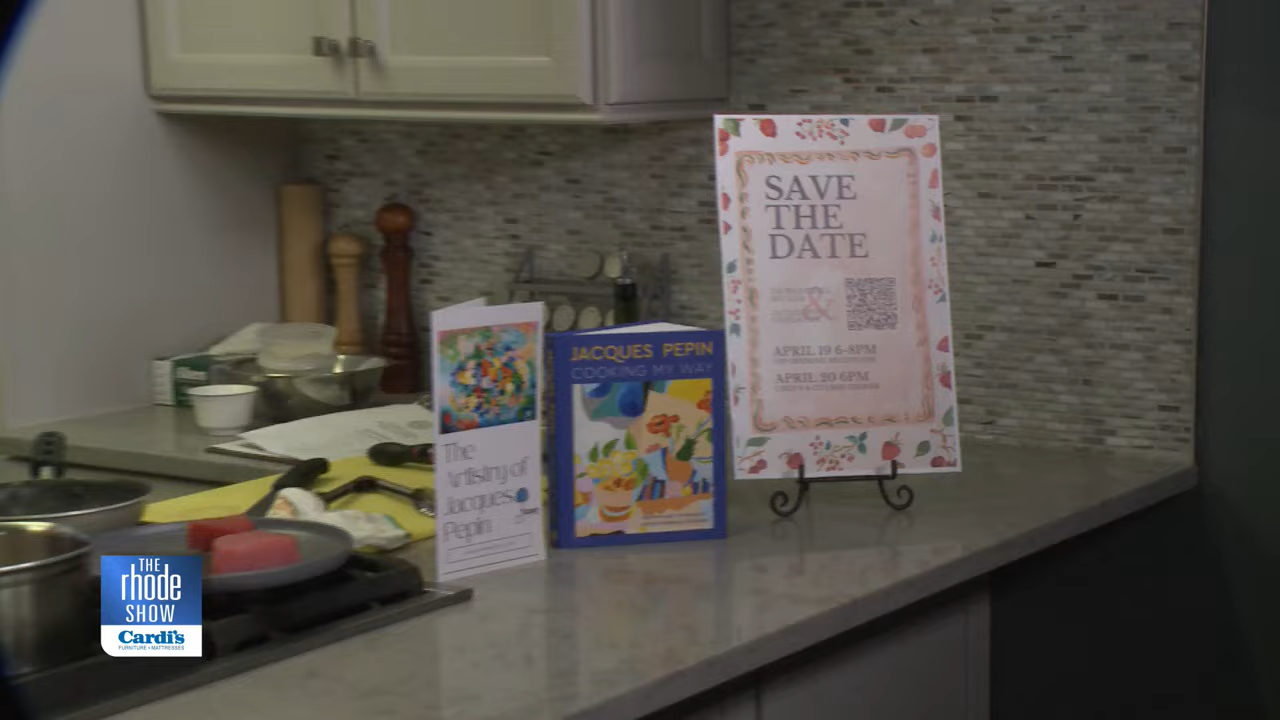 SAVE
THE
DATE
&
APRIL 19 6-8PM
APRIL 20 6PM
JACQUES PEPIN
COOKING MY WAY
The
Artistry of
Jacques
Pepin
THE
rhode
SHOW
Cardi's
FURNITURE • MATTRESSES